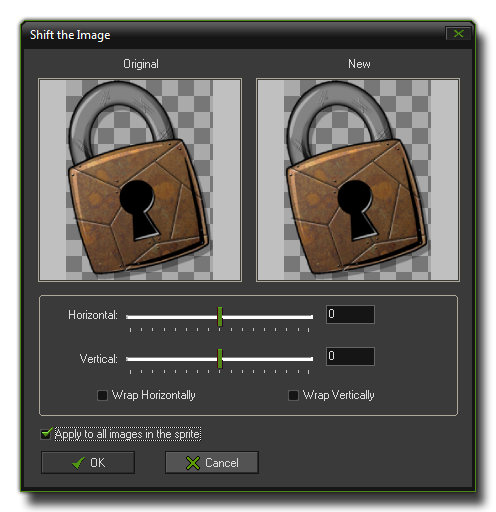 Shift the Image
Original New
Horizontal: 0
Vertical: 0
Wrap Horizontally Wrap Vertically
Apply to all images in the sprite
OK Cancel